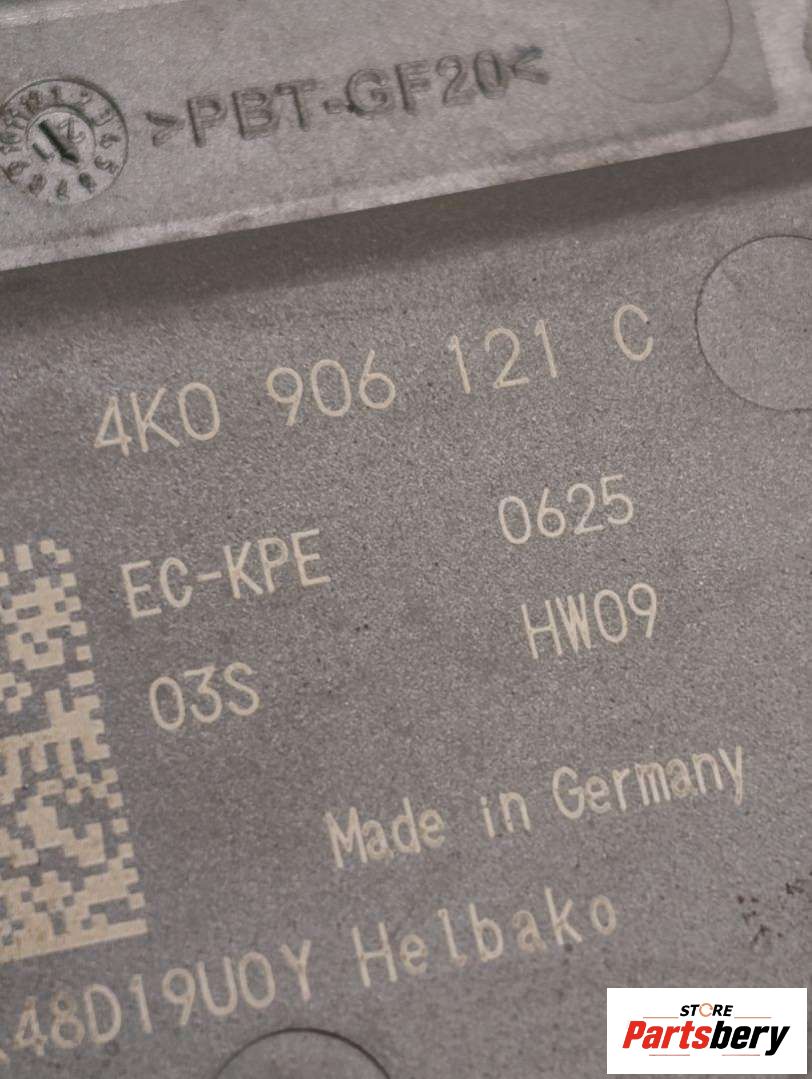 >PBT-GF20<
4K0 906 121 C
EC-KPE 0625
03S HW09
Made in Germany
48D19U0Y Helbako
STORE
Partsbery